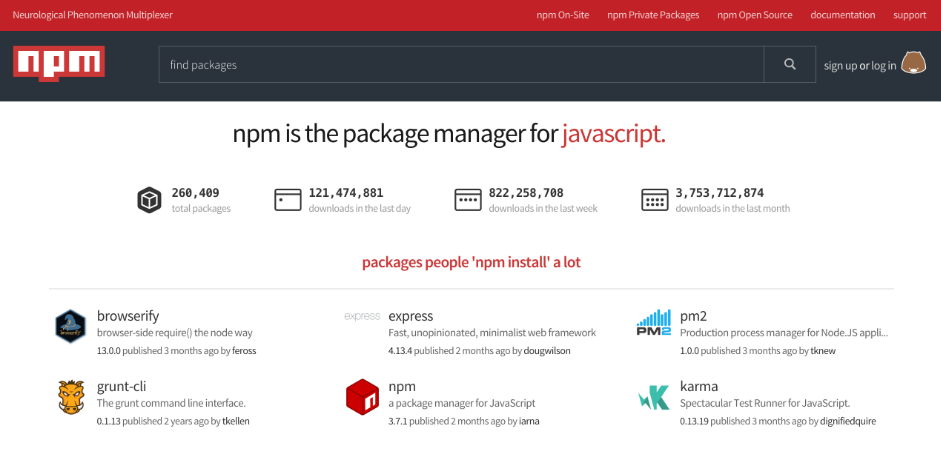 Neurological Phenomenon Multiplexer
npm On-Site npm Private Packages npm Open Source documentation support
npm
find packages
sign up or log in
npm is the package manager for javascript.
260,409
total packages
121,474,881
downloads in the last day
822,258,708
downloads in the last week
3,753,712,874
downloads in the last month
packages people 'npm install' a lot
browserify
browserify
browser-side require() the node way
13.0.0 published 3 months ago by feross
express
express
Fast, unopinionated, minimalist web framework
4.13.4 published 2 months ago by dougwilson
PM2
pm2
Production process manager for Node.JS appli...
1.0.0 published 3 months ago by tknew
grunt-cli
The grunt command line interface.
0.1.13 published 2 years ago by tkellen
npm
a package manager for JavaScript
3.7.1 published 2 months ago by iarna
K
karma
Spectacular Test Runner for JavaScript.
0.13.19 published 3 months ago by dignifiedquire